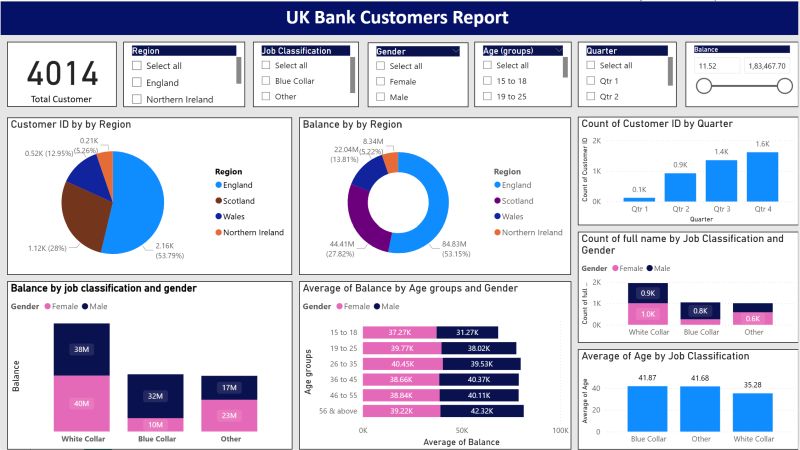 UK Bank Customers Report
4014
Total Customer
Region
Select all
England
Northern Ireland
Job Classification
Select all
Blue Collar
Other
Gender
Select all
Female
Male
Age (groups)
Select all
15 to 18
19 to 25
Quarter
Select all
Qtr 1
Qtr 2
Balance
11.52
1,83,467.70
Customer ID by by Region
0.21K
(5.26%)
0.52K (12.95%)
1.12K (28%)
2.16K
(53.79%)
Region
England
Scotland
Wales
Northern Ireland
Balance by by Region
8.34M
(5.22%)
22.04M
(13.81%)
44.41M
(27.82%)
84.83M
(53.15%)
Region
England
Scotland
Wales
Northern Ireland
Count of Customer ID by Quarter
Count of Customer ID
2K
1K
0K
0.1K
0.9K
1.4K
1.6K
Qtr 1 Qtr 2 Qtr 3 Qtr 4
Quarter
Balance by job classification and gender
Gender Female Male
Balance
38M
40M
32M
10M
17M
23M
White Collar Blue Collar Other
Average of Balance by Age groups and Gender
Gender Female Male
Age groups
15 to 18 37.27K 31.27K
19 to 25 39.77K 38.02K
26 to 35 40.45K 39.53K
36 to 45 38.66K 40.37K
46 to 55 38.84K 40.11K
56 & above 39.22K 42.32K
0K 50K 100K
Average of Balance
Count of full name by Job Classification and
Gender
Gender Female Male
Count of full ...
2K
1K
0K
0.9K
1.0K
0.8K
0.6K
White Collar Blue Collar Other
Average of Age by Job Classification
Average of Age
40
20
0
41.87
41.68
35.28
Blue Collar Other White Collar